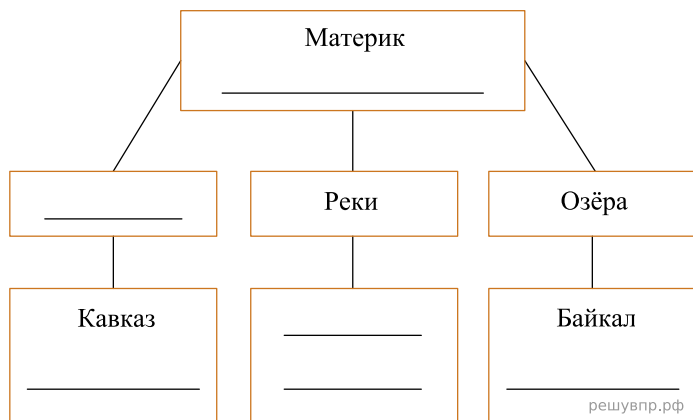 Материк
Реки
Озёра
Кавказ
Байкал
решувпр.рф